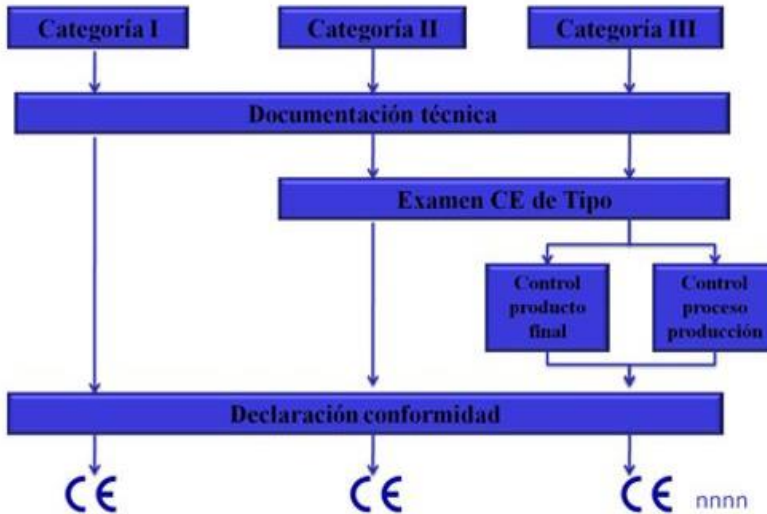 Categoría I
Categoría II
Categoría III
Documentación técnica
Examen CE de Tipo
Control
producto
final
Control
proceso
producción
Declaración conformidad
CE
CE
CE nnnn